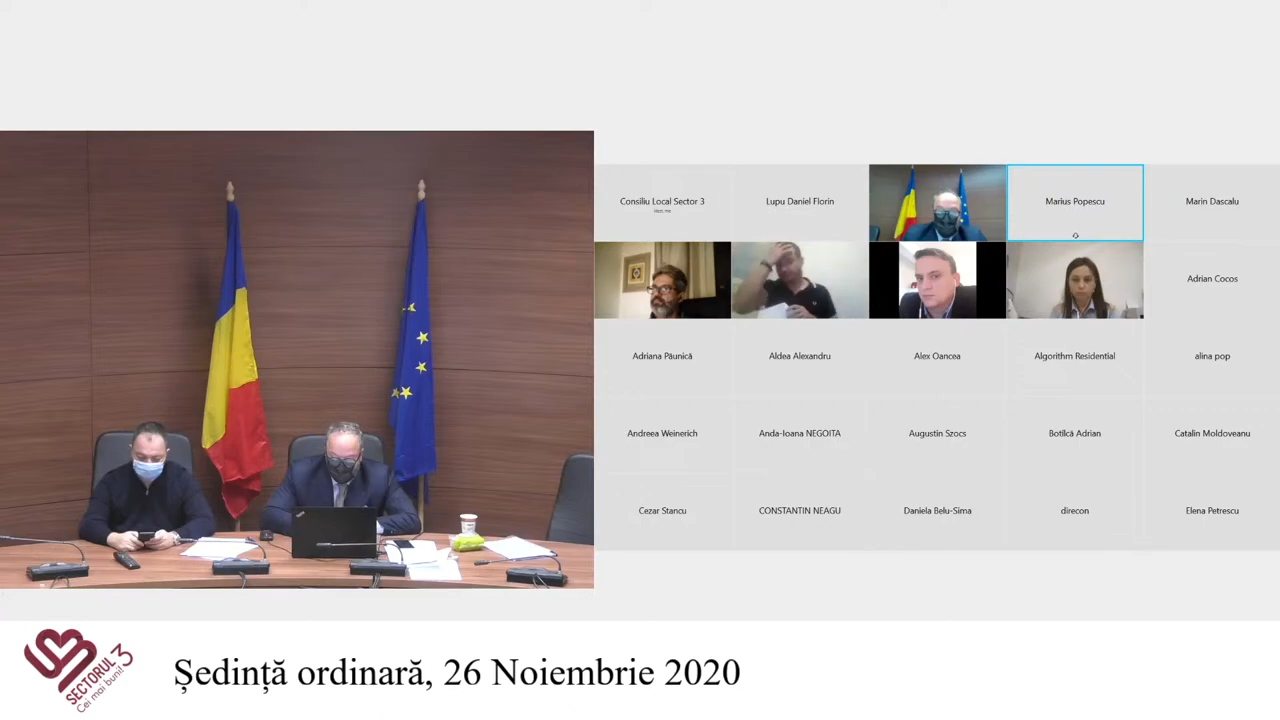 Consiliu Local Sector 3
Lupu Daniel Florin
Marius Popescu
Marin Dascalu
Adrian Cocos
Adriana Păunică
Aldea Alexandru
Alex Oancea
Algorithm Residential
alina pop
Andreea Weinerich
Anda-Ioana NEGOITA
Augustin Szocs
Botîlcă Adrian
Catalin Moldoveanu
Cezar Stancu
CONSTANTIN NEAGU
Daniela Belu-Sima
direcon
Elena Petrescu
SECTORUL 3
Cei mai buni!
Ședință ordinară, 26 Noiembrie 2020